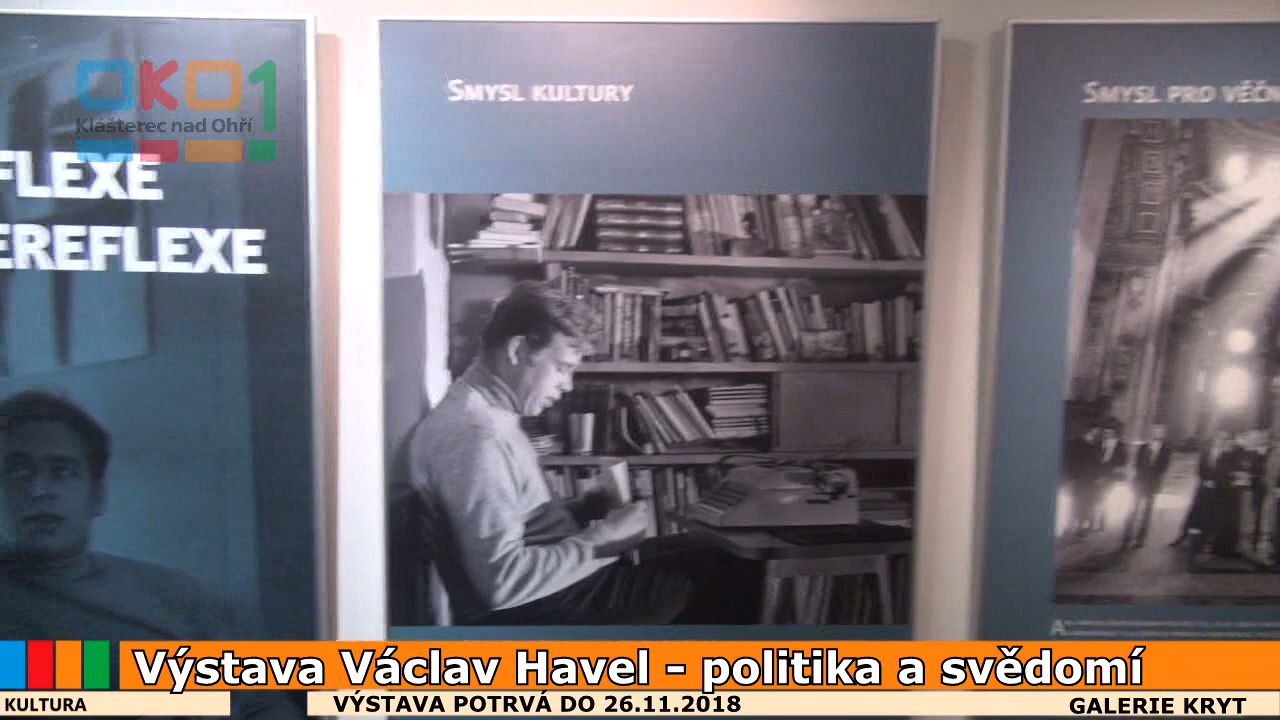 OKO1
Klášterec nad Ohří
FLEXE
EREFLEXE
SMYSL KULTURY
SMYSL PRO VĚČN
Výstava Václav Havel - politika a svědomí
KULTURA
VÝSTAVA POTRVÁ DO 26.11.2018
GALERIE KRYT